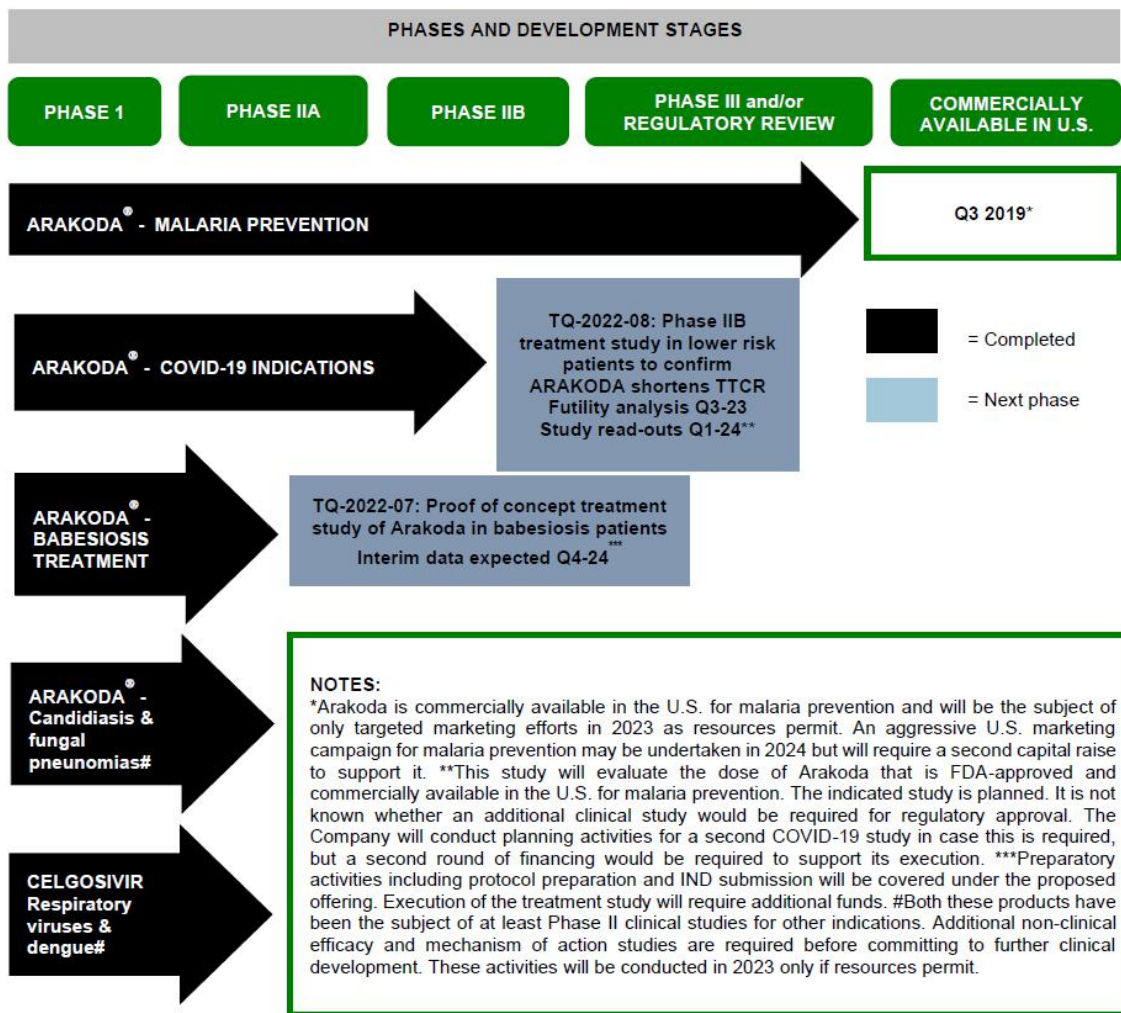 PHASES AND DEVELOPMENT STAGES
PHASE 1
PHASE IIA
PHASE IIB
PHASE III and/or
REGULATORY REVIEW
COMMERCIALLY
AVAILABLE IN U.S.
ARAKODA® - MALARIA PREVENTION
Q3 2019*
ARAKODA® - COVID-19 INDICATIONS
TQ-2022-08: Phase IIB
treatment study in lower risk
patients to confirm
ARAKODA shortens TTCR
Futility analysis Q3-23
Study read-outs Q1-24**
= Completed
= Next phase
ARAKODA® -
BABESIOSIS
TREATMENT
TQ-2022-07: Proof of concept treatment
study of Arakoda in babesiosis patients
Interim data expected Q4-24***
ARAKODA® -
Candidiasis &
fungal
pneunomias#
CELGOSIVIR
Respiratory
viruses &
dengue#
NOTES:
*Arakoda is commercially available in the U.S. for malaria prevention and will be the subject of
only targeted marketing efforts in 2023 as resources permit. An aggressive U.S. marketing
campaign for malaria prevention may be undertaken in 2024 but will require a second capital raise
to support it. **This study will evaluate the dose of Arakoda that is FDA-approved and
commercially available in the U.S. for malaria prevention. The indicated study is planned. It is not
known whether an additional clinical study would be required for regulatory approval. The
Company will conduct planning activities for a second COVID-19 study in case this is required,
but a second round of financing would be required to support its execution. ***Preparatory
activities including protocol preparation and IND submission will be covered under the proposed
offering. Execution of the treatment study will require additional funds. #Both these products have
been the subject of at least Phase II clinical studies for other indications. Additional non-clinical
efficacy and mechanism of action studies are required before committing to further clinical
development. These activities will be conducted in 2023 only if resources permit.